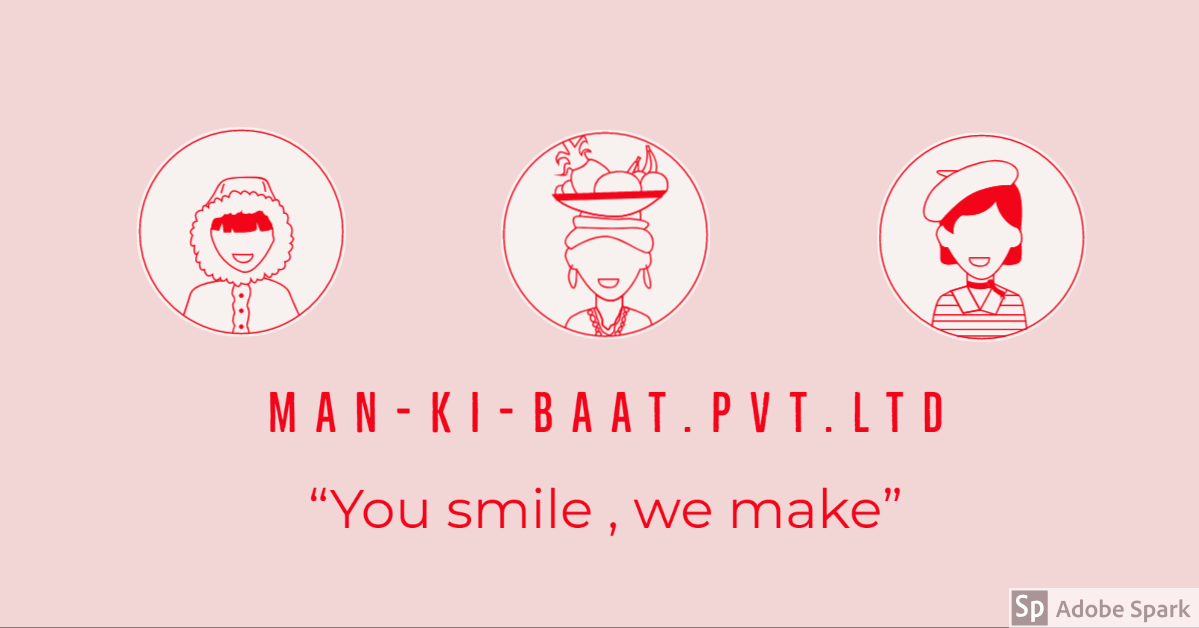 MAN-KI-BAAT.PVT.LTD
“You smile , we make”
Sp Adobe Spark